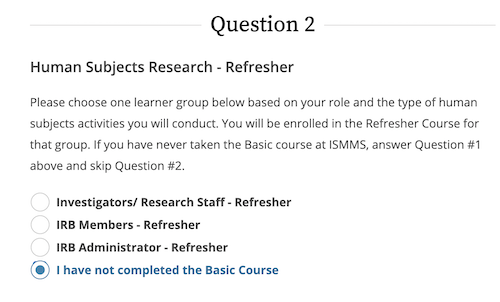 Question 2
Human Subjects Research - Refresher
Please choose one learner group below based on your role and the type of human
subjects activities you will conduct. You will be enrolled in the Refresher Course for
that group. If you have never taken the Basic course at ISMMS, answer Question #1
above and skip Question #2.
Investigators/ Research Staff - Refresher
IRB Members - Refresher
IRB Administrator - Refresher
I have not completed the Basic Course